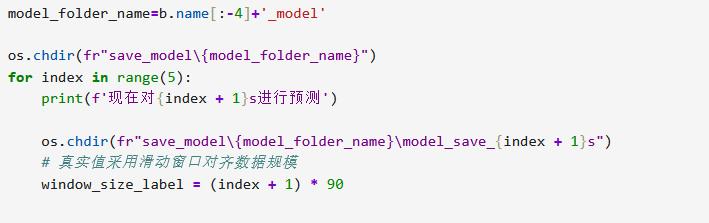 model_folder_name=b.name[:-4]+'_model'
os.chdir(fr"save_model\{model_folder_name}")
for index in range(5):
print(f'现在对{index + 1}s进行预测')
os.chdir(fr"save_model\{model_folder_name}\model_save_{index + 1}s")
# 真实值采用滑动窗口对齐数据规模
window_size_label = (index + 1) * 90